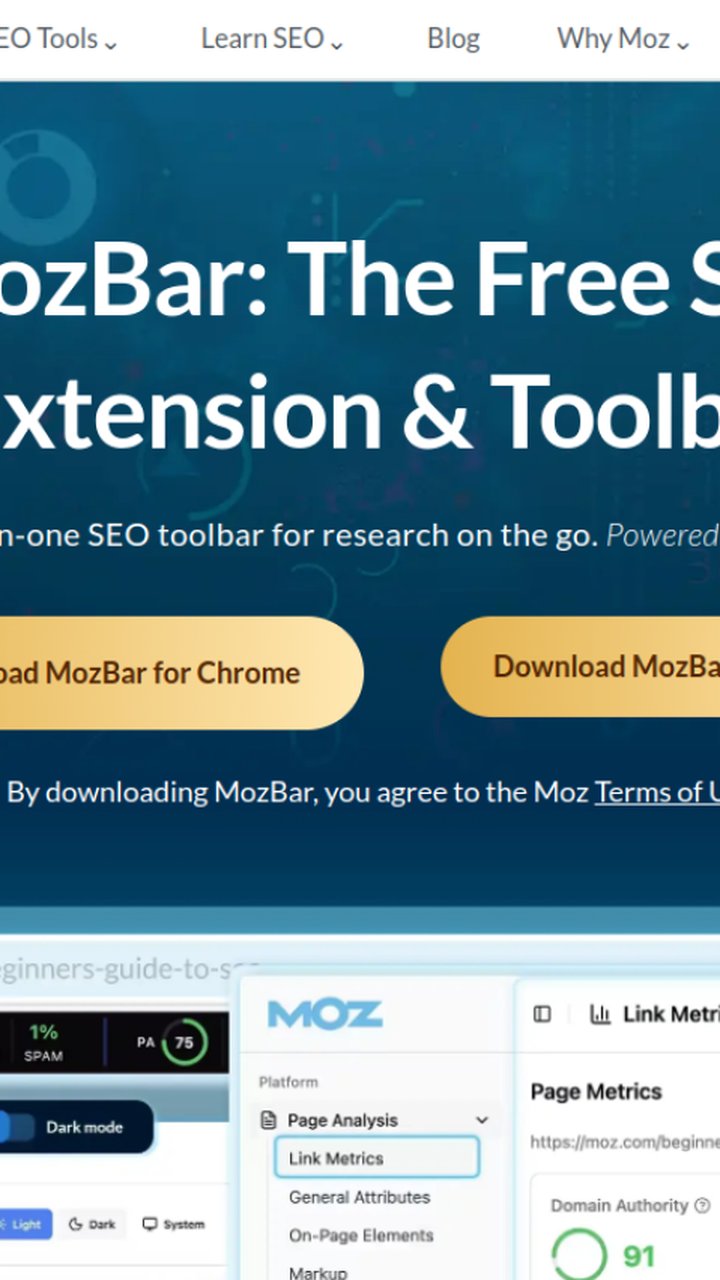 EO Tools
Learn SEO
Blog
Why Moz
ozBar: The Free S
xtension & Toolb
n-one SEO toolbar for research on the go. Powered
oad MozBar for Chrome
Download MozBa
By downloading MozBar, you agree to the Moz Terms of U
eginners-guide-to-seo
MOZ
Link Metri
1%
SPAM
PA 75
Platform
Page Metrics
Page Analysis
Dark mode
https://moz.com/beginne
Link Metrics
General Attributes
Domain Authority
Light
Dark
System
On-Page Elements
91
Markup